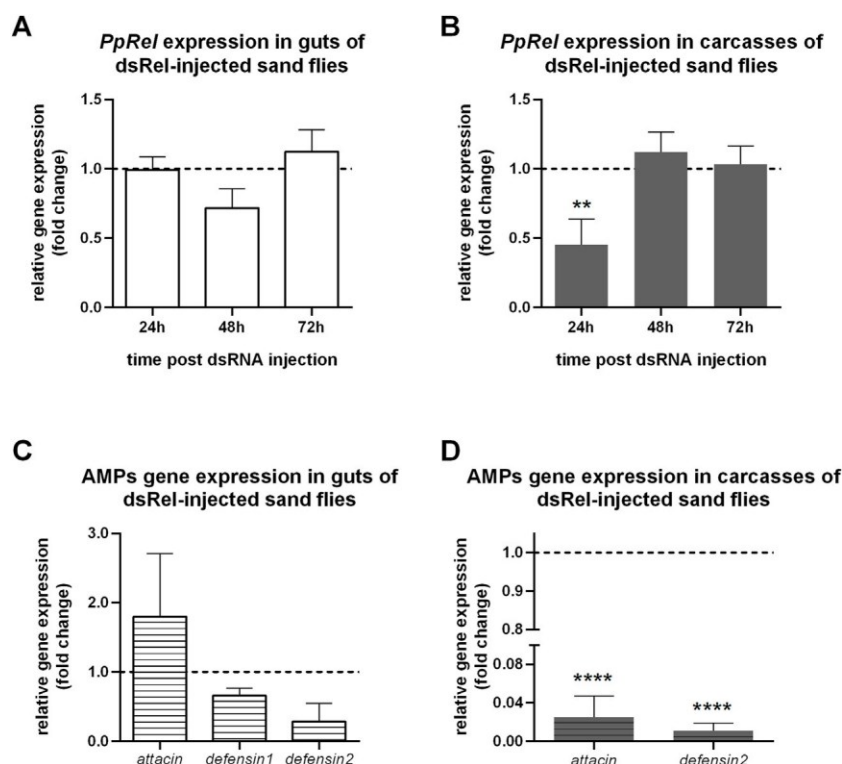 A
PpRel expression in guts of
dsRel-injected sand flies
relative gene expression
(fold change)
1.5
1.0
0.5
0.0
24h
48h
72h
time post dsRNA injection
B
PpRel expression in carcasses of
dsRel-injected sand flies
relative gene expression
(fold change)
1.5
1.0
0.5
0.0
**
24h
48h
72h
time post dsRNA injection
C
AMPs gene expression in guts of
dsRel-injected sand flies
relative gene expression
(fold change)
3.0
2.0
1.0
0.0
attacin
defensin1
defensin2
D
AMPs gene expression in carcasses of
dsRel-injected sand flies
relative gene expression
(fold change)
1.0
0.9
0.8
0.08
0.04
0.00
****
****
attacin
defensin2